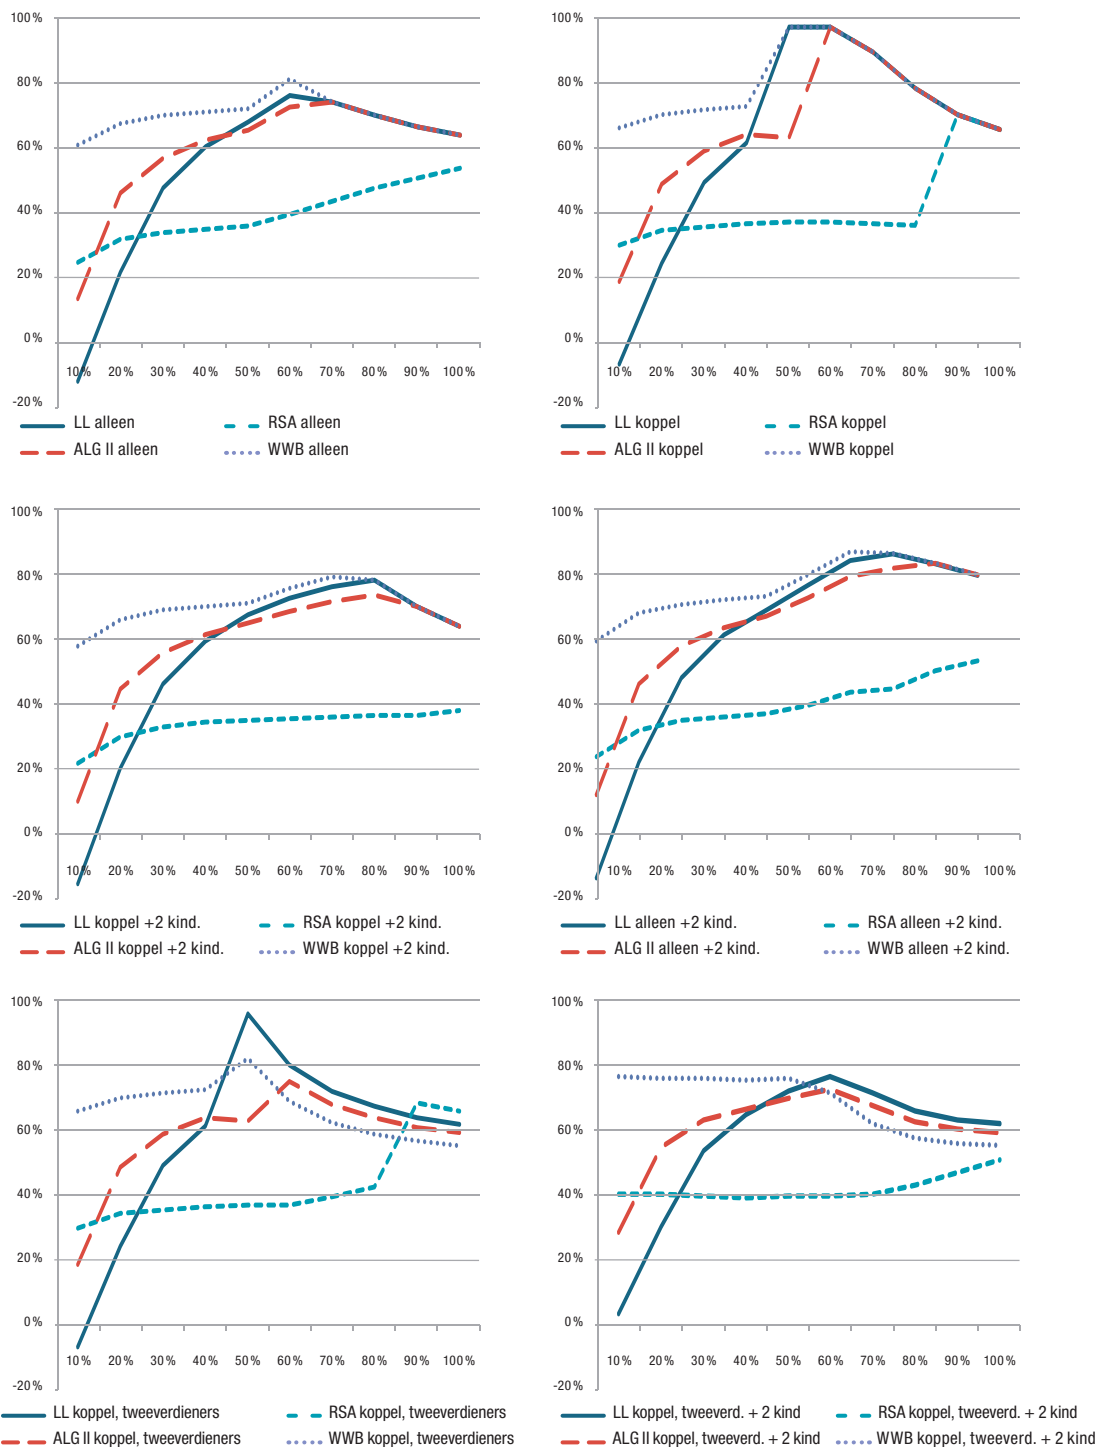 100%
80%
60%
40%
20%
0%
-20%
10% 20% 30% 40% 50% 60% 70% 80% 90% 100%
LL alleen RSA alleen
ALG II alleen WWB alleen
100%
80%
60%
40%
20%
0%
-20%
10% 20% 30% 40% 50% 60% 70% 80% 90% 100%
LL koppel RSA koppel
ALG II koppel WWB koppel
100%
80%
60%
40%
20%
0%
-20%
10% 20% 30% 40% 50% 60% 70% 80% 90% 100%
LL koppel +2 kind. RSA koppel +2 kind.
ALG II koppel +2 kind. WWB koppel +2 kind.
100%
80%
60%
40%
20%
0%
-20%
10% 20% 30% 40% 50% 60% 70% 80% 90% 100%
LL alleen +2 kind. RSA alleen +2 kind.
ALG II alleen +2 kind. WWB alleen +2 kind.
100%
80%
60%
40%
20%
0%
-20%
10% 20% 30% 40% 50% 60% 70% 80% 90% 100%
LL koppel, tweeverdieners RSA koppel, tweeverdieners
ALG II koppel, tweeverdieners WWB koppel, tweeverdieners
100%
80%
60%
40%
20%
0%
-20%
10% 20% 30% 40% 50% 60% 70% 80% 90% 100%
LL koppel, tweeverd. + 2 kind RSA koppel, tweeverd. + 2 kind
ALG II koppel, tweeverd. + 2 kind WWB koppel, tweeverd. + 2 kind